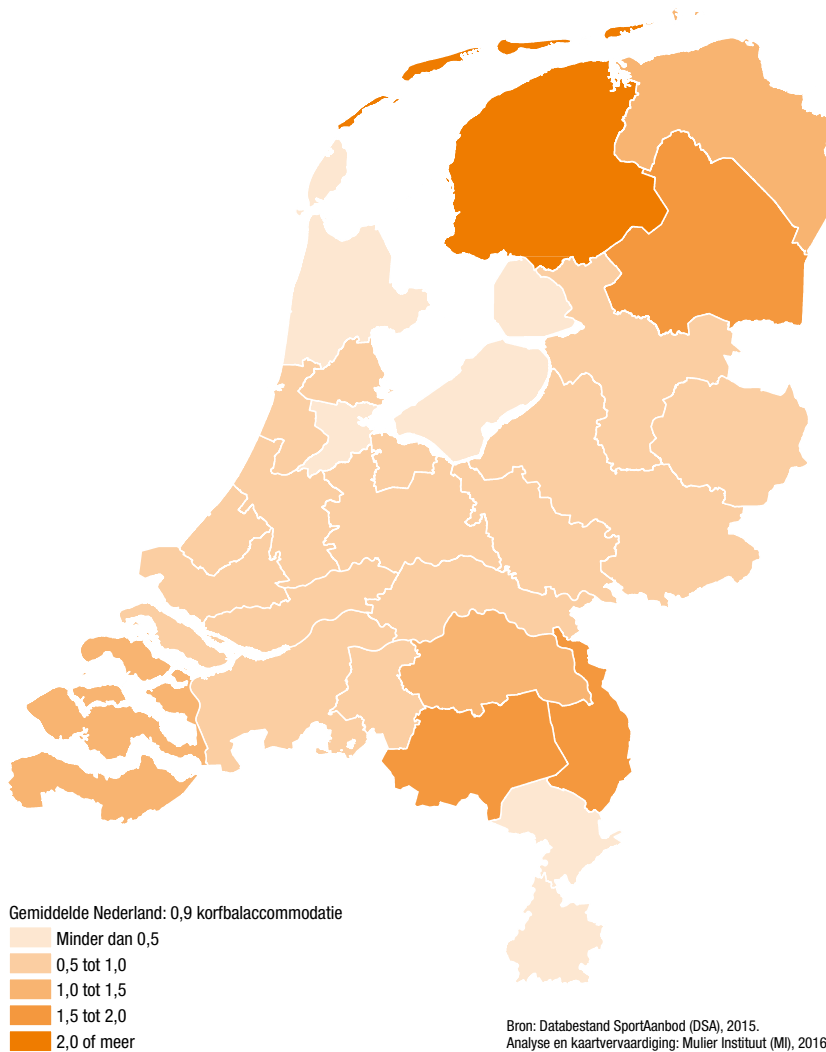 Gemiddelde Nederland: 0,9 korfbalaccommodatie
Minder dan 0,5
0,5 tot 1,0
1,0 tot 1,5
1,5 tot 2,0
2,0 of meer
Bron: Databestand SportAanbod (DSA), 2015.
Analyse en kaartvervaardiging: Mulier Instituut (MI), 2016